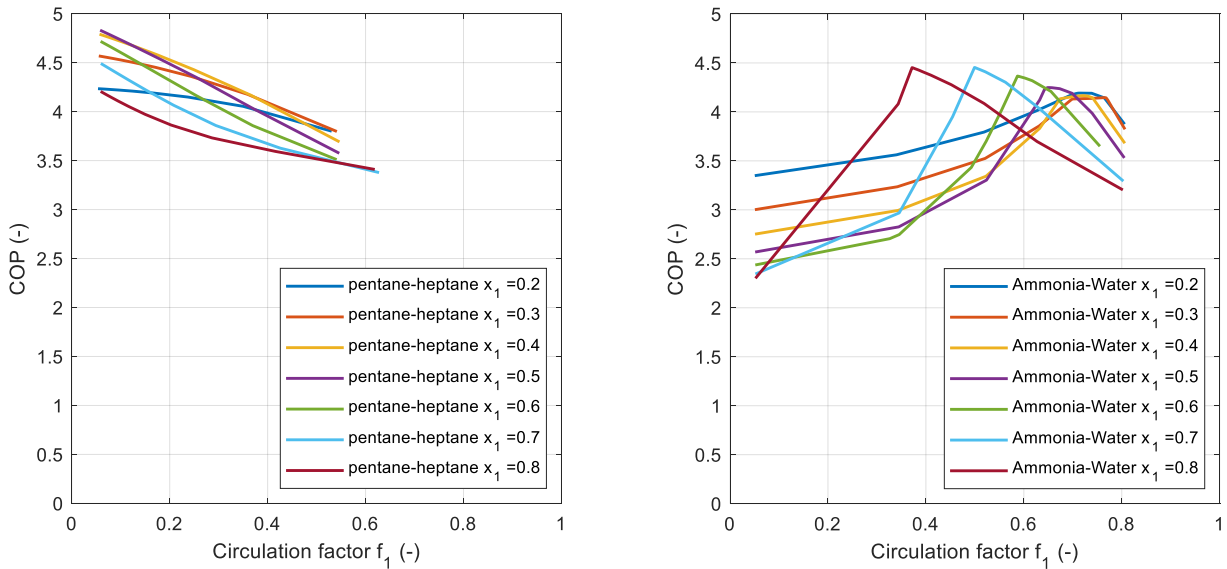 5
4.5
4
3.5
3
2.5
2
1.5
1
0.5
0
COP (-)
pentane-heptane x1 =0.2
pentane-heptane x1 =0.3
pentane-heptane x1 =0.4
pentane-heptane x1 =0.5
pentane-heptane x1 =0.6
pentane-heptane x1 =0.7
pentane-heptane x1 =0.8
0 0.2 0.4 0.6 0.8 1
Circulation factor f1 (-)
5
4.5
4
3.5
3
2.5
2
1.5
1
0.5
0
COP (-)
Ammonia-Water x1 =0.2
Ammonia-Water x1 =0.3
Ammonia-Water x1 =0.4
Ammonia-Water x1 =0.5
Ammonia-Water x1 =0.6
Ammonia-Water x1 =0.7
Ammonia-Water x1 =0.8
0 0.2 0.4 0.6 0.8 1
Circulation factor f1 (-)